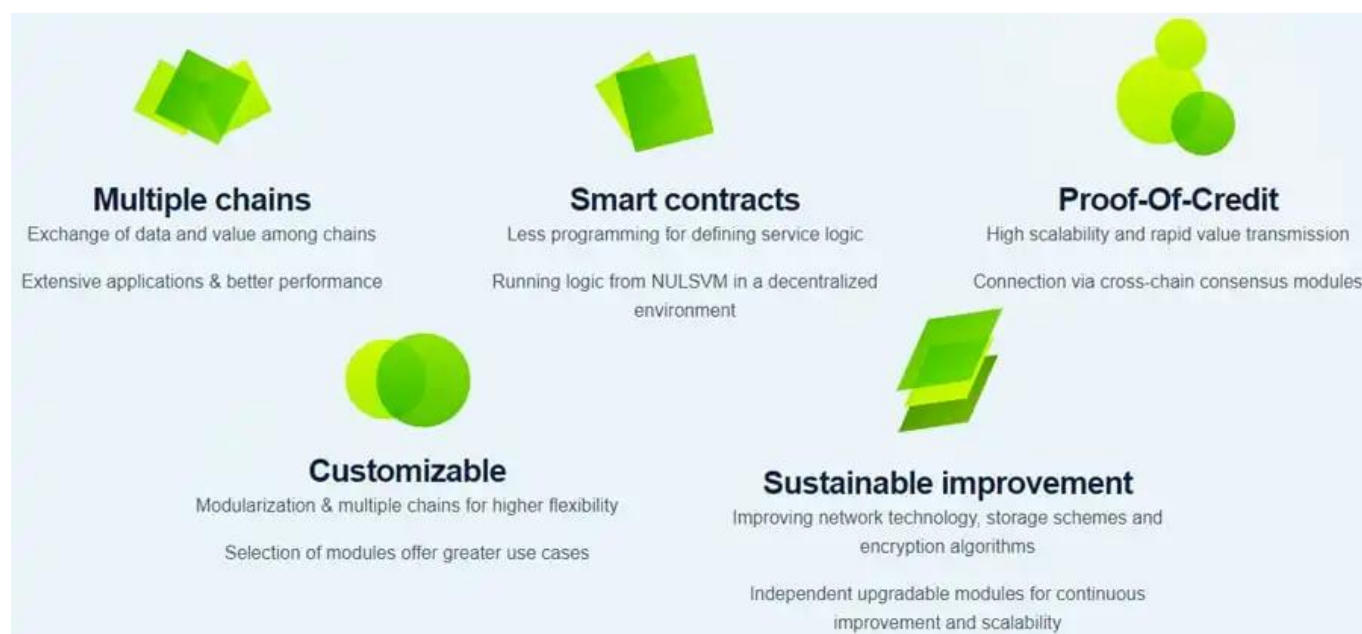 Multiple chains
Exchange of data and value among chains
Extensive applications & better performance
Smart contracts
Less programming for defining service logic
Running logic from NULSVM in a decentralized
environment
Proof-Of-Credit
High scalability and rapid value transmission
Connection via cross-chain consensus modules
Customizable
Modularization & multiple chains for higher flexibility
Selection of modules offer greater use cases
Sustainable improvement
Improving network technology, storage schemes and
encryption algorithms
Independent upgradable modules for continuous
improvement and scalability